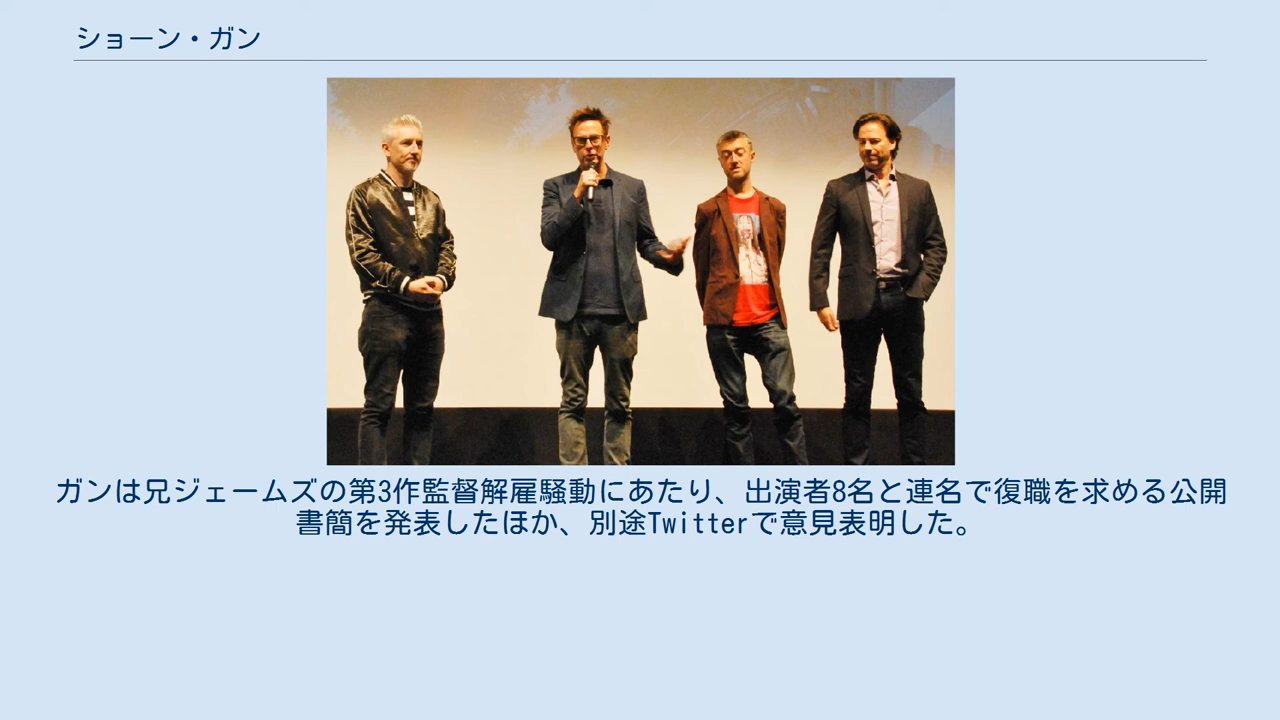 ショーン・ガン
ガンは兄ジェームズの第3作監督解雇騒動にあたり、出演者8名と連名で復職を求める公開
書簡を発表したほか、別途Twitterで意見表明した。